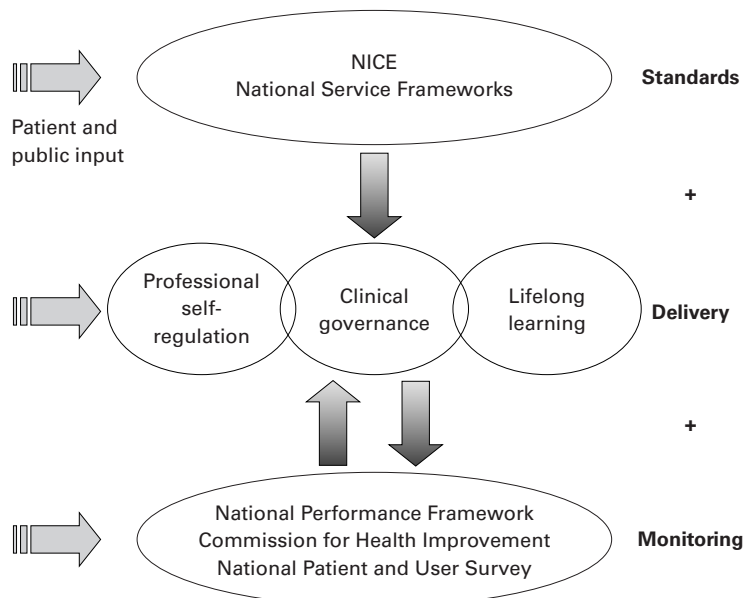 NICE
National Service Frameworks
Standards
Patient and
public input
+
Professional
self-
regulation
Clinical
governance
Lifelong
learning
Delivery
+
National Performance Framework
Commission for Health Improvement
National Patient and User Survey
Monitoring